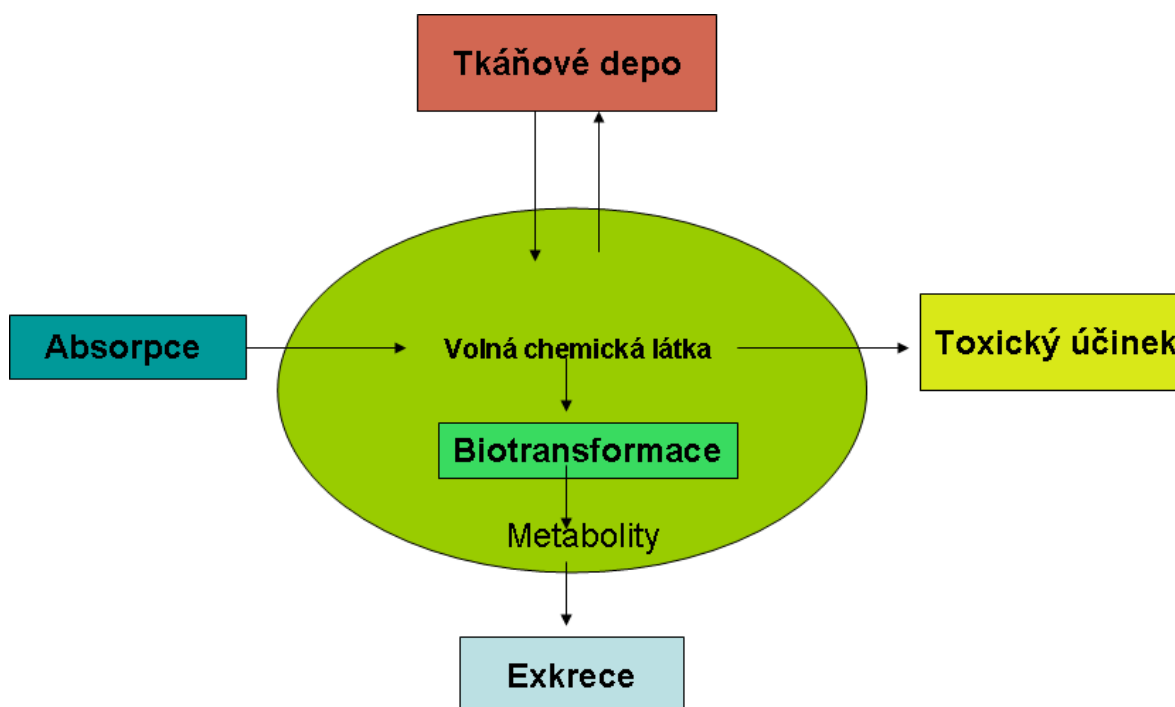 Tkáňové depo
Absorpce
Volná chemická látka
Toxický účinek
Biotransformace
Metabolity
Exkrece